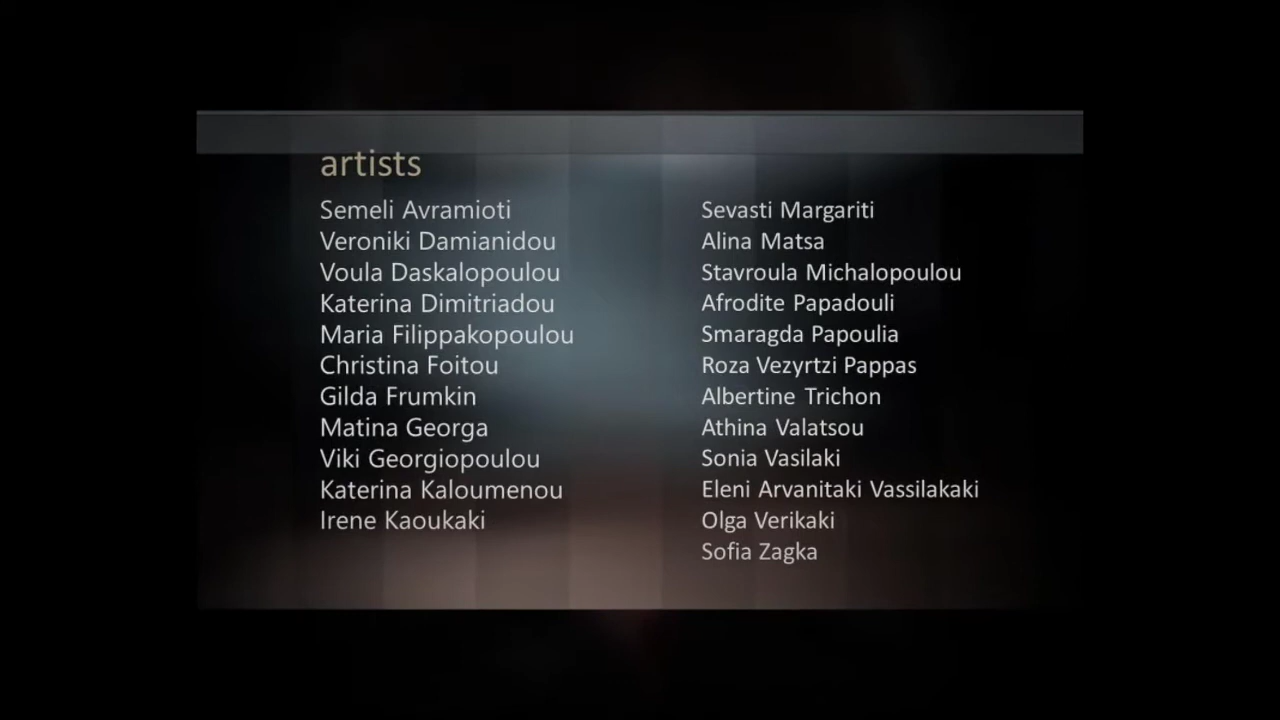 artists
Semeli Avramioti
Veroniki Damianidou
Voula Daskalopoulou
Katerina Dimitriadou
Maria Filippakopoulou
Christina Foitou
Gilda Frumkin
Matina Georga
Viki Georgiopoulou
Katerina Kaloumenou
Irene Kaoukaki
Sevasti Margariti
Alina Matsa
Stavroula Michalopoulou
Afrodite Papadouli
Smaragda Papoulia
Roza Vezyrtzi Pappas
Albertine Trichon
Athina Valatsou
Sonia Vasilaki
Eleni Arvanitaki Vassilakaki
Olga Verikaki
Sofia Zagka